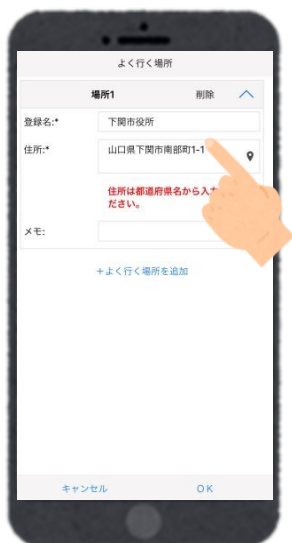 よく行く場所
場所1 削除
登録名:* 下関市役所
住所:* 山口県下関市南部町1-1
住所は都道府県名から入
ださい。
メモ:
+よく行く場所を追加
キャンセル OK